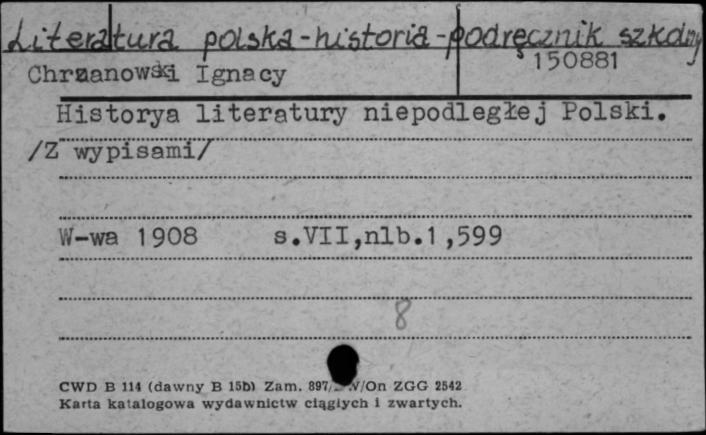 Literatura polska - historia - podręcznik szkolny
Chrzanowski Ignacy
150881
Historya literatury niepodległej Polski.
/Z wypisami/
W-wa 1908 s.VII,nlb.1,599
8
CWD B 114 (dawny B 15b) Zam. 897/ /On ZGG 2542
Karta katalogowa wydawnictw ciągłych i zwartych.